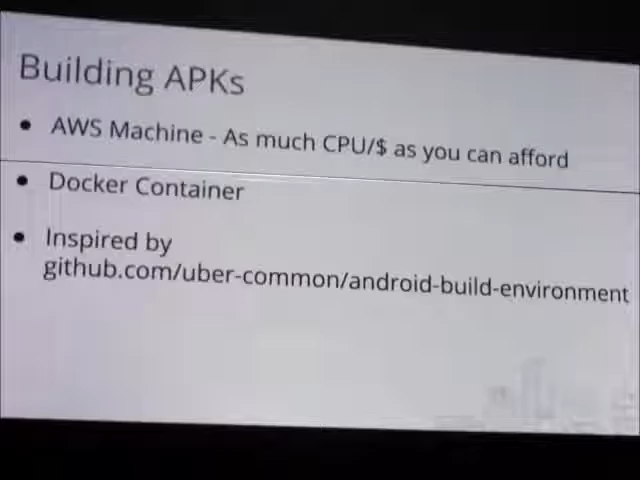 Building APKs
• AWS Machine - As much CPU/$ as you can afford
• Docker Container
• Inspired by
github.com/uber-common/android-build-environment